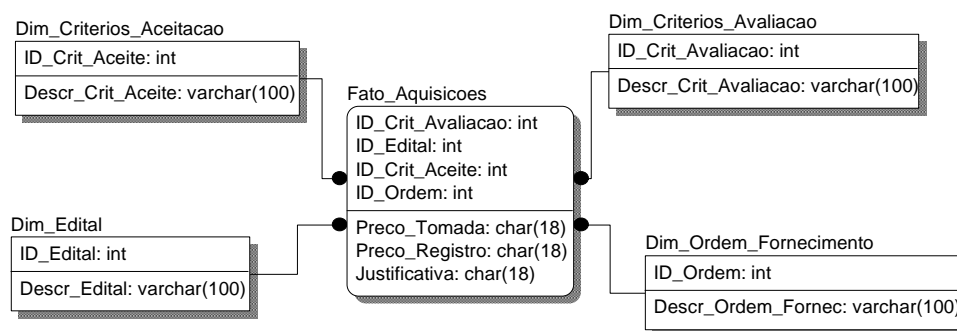 Dim_Criterios_Aceitacao
ID_Crit_Aceite: int
Descr_Crit_Aceite: varchar(100)
Dim_Criterios_Avaliacao
ID_Crit_Avaliacao: int
Descr_Crit_Avaliacao: varchar(100)
Fato_Aquisicoes
ID_Crit_Avaliacao: int
ID_Edital: int
ID_Crit_Aceite: int
ID_Ordem: int
Preco_Tomada: char(18)
Preco_Registro: char(18)
Justificativa: char(18)
Dim_Edital
ID_Edital: int
Descr_Edital: varchar(100)
Dim_Ordem_Fornecimento
ID_Ordem: int
Descr_Ordem_Fornec: varchar(100)